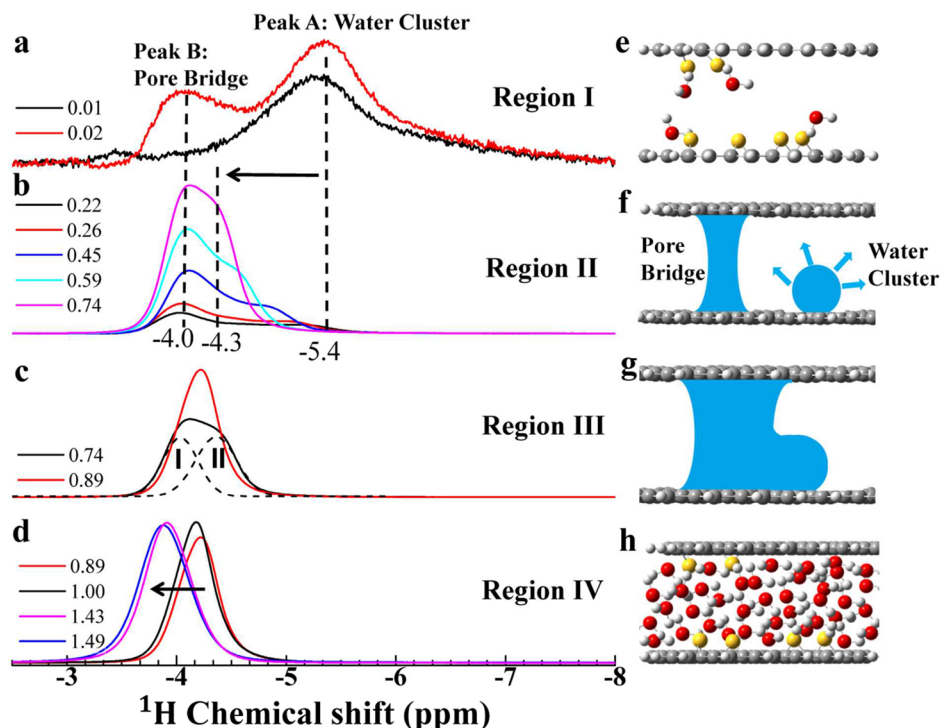 a
Peak B:
Pore Bridge
Peak A: Water Cluster
0.01
0.02
Region I
b
0.22
0.26
0.45
0.59
0.74
Region II
-4.0
-4.3
-5.4
c
0.74
0.89
I
II
Region III
d
0.89
1.00
1.43
1.49
Region IV
-3
-4
-5
-6
-7
-8
¹H Chemical shift (ppm)
e
f
Pore
Bridge
Water
Cluster
g
h